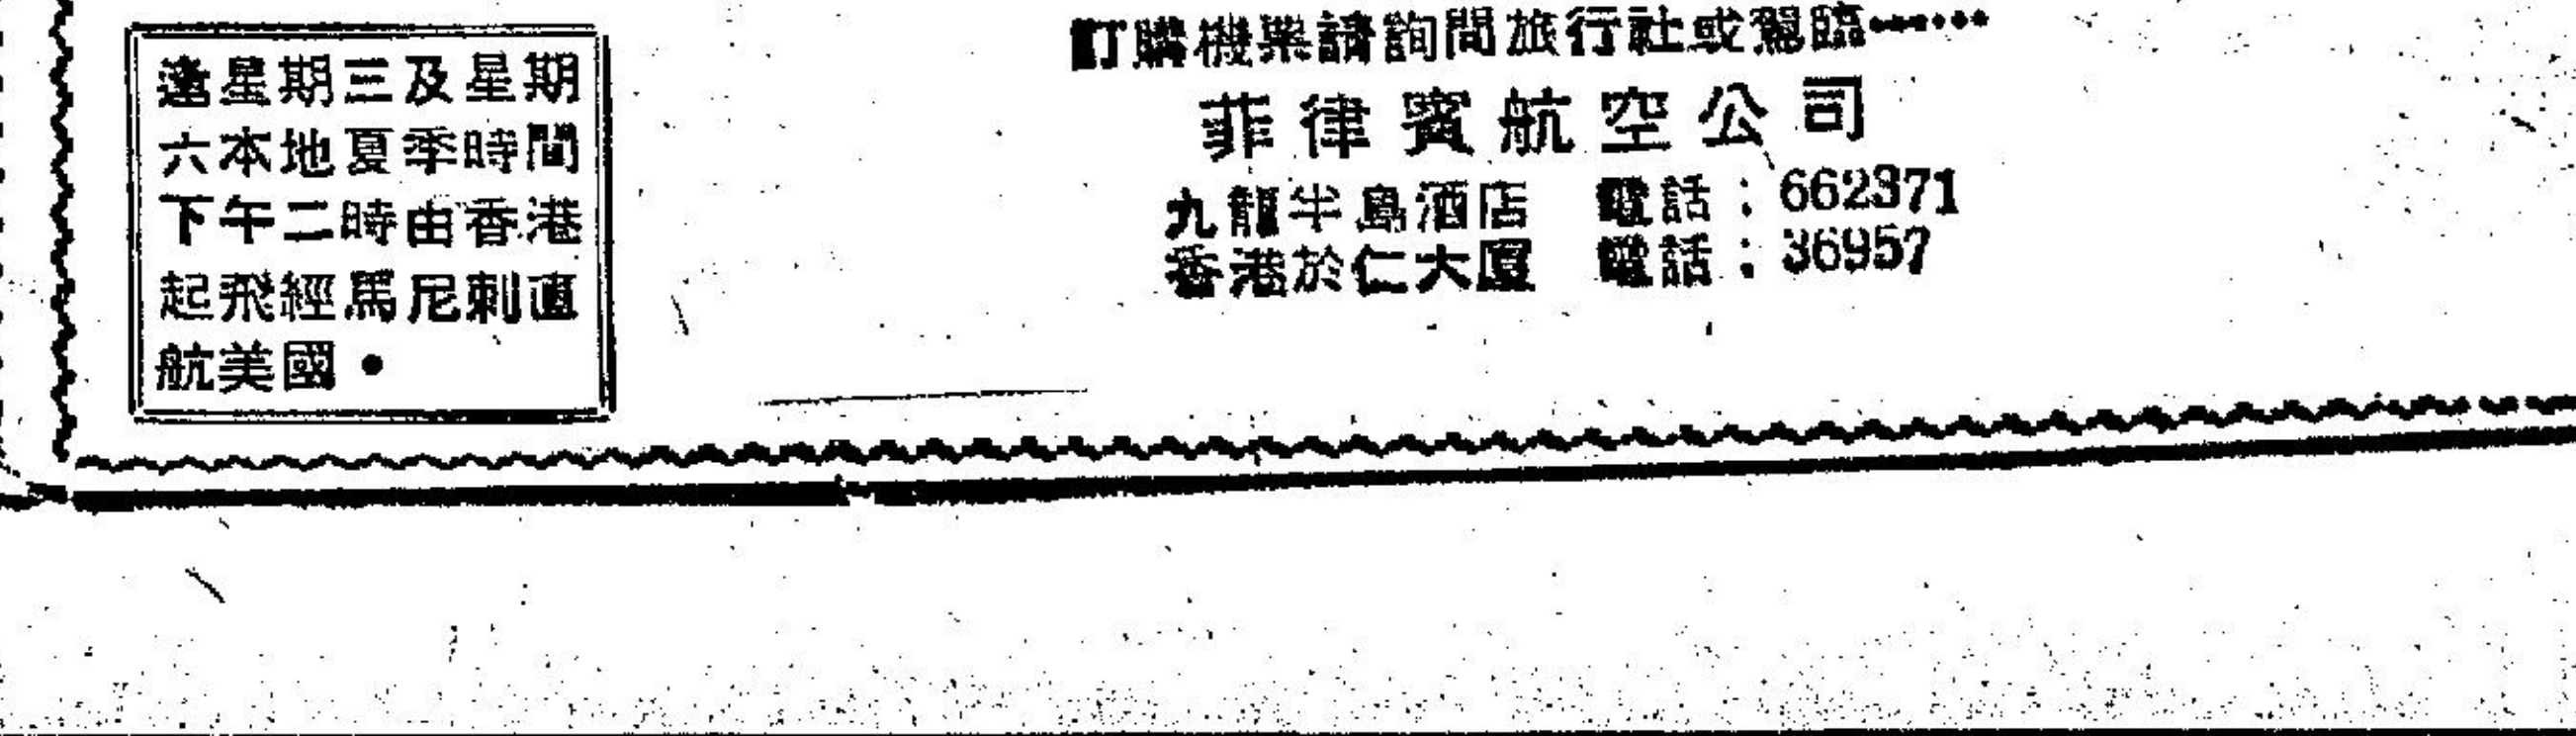 逢星期三及星期
六本地夏季時間
下午二時由香港
起飛經馬尼剌直
航美國•
訂購機票請詢問旅行社或駕臨……
菲律賓航空公司
九龍半島酒店 電話：662371
香港於仁大廈 電話：36957